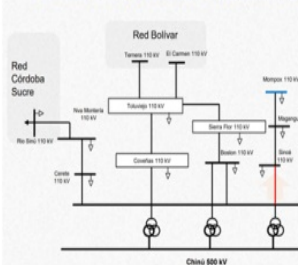 Red Bolívar
Ternera 110 kV
El Carmen 110 kV
Red
Córdoba
Sucre
Mompox 110 kV
Nva Montería
110 kV
Toluviejo 110 kV
Sierra Flor 110 kV
Magangué
110 kV
Río Sinú 110 kV
Coveñas 110 kV
Boston 110 kV
Sincé
110 kV
Cereté
110 kV
Chinú 500 kV